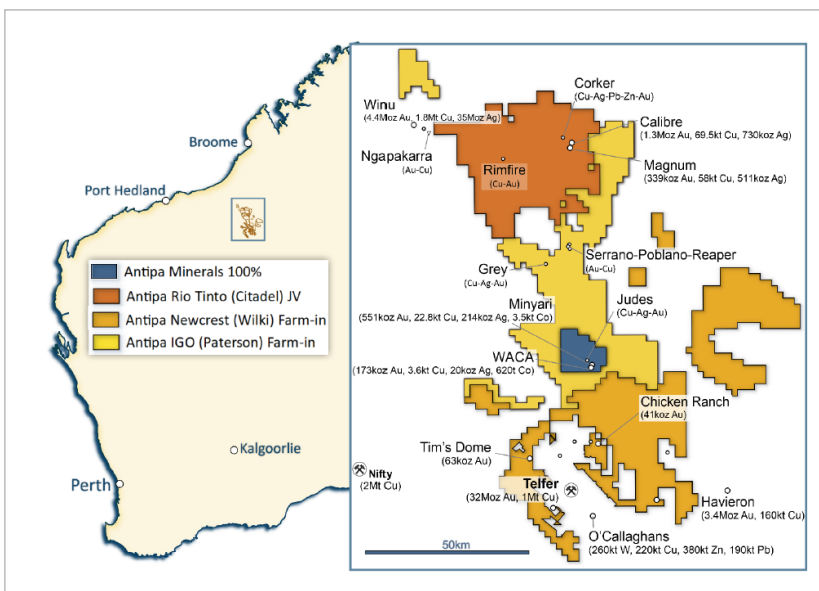 Broome
Port Hedland
Antipa Minerals 100%
Antipa Rio Tinto (Citadel) JV
Antipa Newcrest (Wilki) Farm-in
Antipa IGO (Paterson) Farm-in
Kalgoorlie
Perth
Corker
(Cu-Ag-Pb-Zn-Au)
Winu
(4.4Moz Au, 1.8Mt Cu, 35Moz Ag)
Calibre
(1.3Moz Au, 69.5kt Cu, 730koz Ag)
Ngapakarra
(Au-Cu)
Rimfire
(Cu-Au)
Magnum
(339koz Au, 58kt Cu, 511koz Ag)
Serrano-Poblano-Reaper
(Au-Cu)
Grey
(Cu-Ag-Au)
Minyari
(551koz Au, 22.8kt Cu, 214koz Ag, 3.5kt Co)
Judes
(Cu-Ag-Au)
WACA
(173koz Au, 3.6kt Cu, 20koz Ag, 620t Co)
Chicken Ranch
(41koz Au)
Tim's Dome
(63koz Au)
Nifty
(2Mt Cu)
Telfer
(32Moz Au, 1Mt Cu)
Havieron
(3.4Moz Au, 160kt Cu)
O'Callaghans
(260kt W, 220kt Cu, 380kt Zn, 190kt Pb)
50km